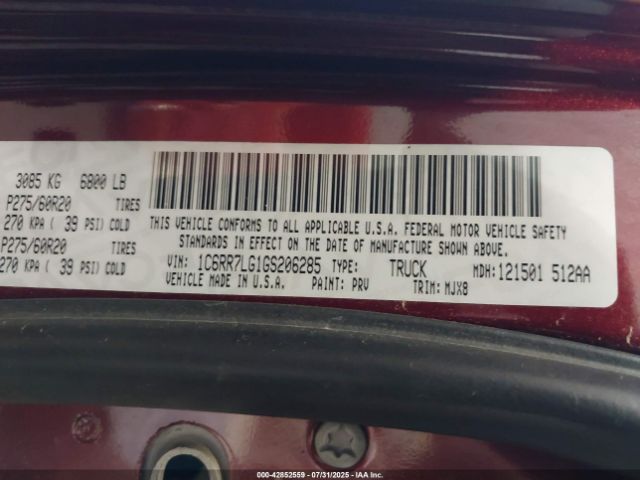 3085 KG 6800 LB
P275/60R20 TIRES
270 KPA ( 39 PSI) COLD
P275/60R20 TIRES
270 KPA ( 39 PSI) COLD
THIS VEHICLE CONFORMS TO ALL APPLICABLE U.S.A. FEDERAL MOTOR VEHICLE SAFETY
STANDARDS IN EFFECT ON THE DATE OF MANUFACTURE SHOWN ABOVE.
VIN: 1C6RR7LG1GS206285 TYPE: TRUCK MDH:121501 512AA
VEHICLE MADE IN U.S.A. PAINT: PRV TRIM: MJX8
000-42852559 07/31/2025 IAAI.COM